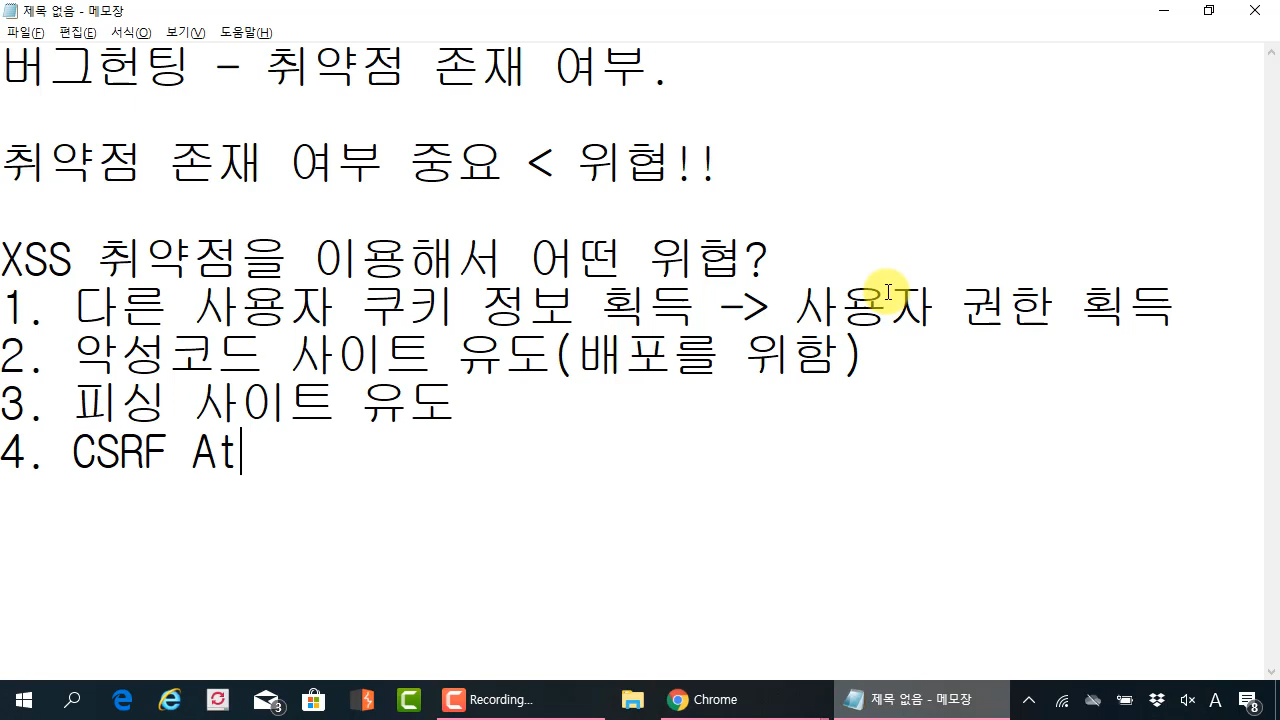 제목 없음 - 메모장
파일(F) 편집(E) 서식(O) 보기(V) 도움말(H)
버그헌팅 - 취약점 존재 여부.
취약점 존재 여부 중요 < 위협!!
XSS 취약점을 이용해서 어떤 위협?
1. 다른 사용자 쿠키 정보 획득 -> 사용자 권한 획득
2. 악성코드 사이트 유도(배포를 위함)
3. 피싱 사이트 유도
4. CSRF At
3 Recording... Chrome 제목 없음 - 메모장 A 8